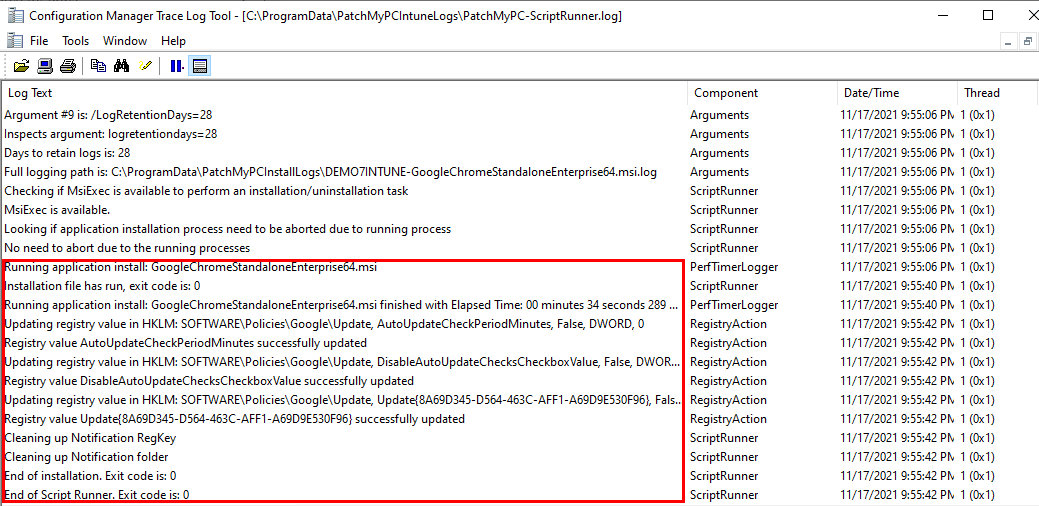 Configuration Manager Trace Log Tool - [C:\ProgramData\PatchMyPCIntuneLogs\PatchMyPC-ScriptRunner.log]
File Tools Window Help
Log Text Component Date/Time Thread
Argument #9 is: /LogRetentionDays=28 Arguments 11/17/2021 9:55:06 PM 1 (0x1)
Inspects argument: logretentiondays=28 Arguments 11/17/2021 9:55:06 PM 1 (0x1)
Days to retain logs is: 28 Arguments 11/17/2021 9:55:06 PM 1 (0x1)
Full logging path is: C:\ProgramData\PatchMyPCInstallLogs\DEMO7INTUNE-GoogleChromeStandaloneEnterprise64.msi.log Arguments 11/17/2021 9:55:06 PM 1 (0x1)
Checking if MsiExec is available to perform an installation/uninstallation task ScriptRunner 11/17/2021 9:55:06 PM 1 (0x1)
MsiExec is available. ScriptRunner 11/17/2021 9:55:06 PM 1 (0x1)
Looking if application installation process need to be aborted due to running process ScriptRunner 11/17/2021 9:55:06 PM 1 (0x1)
No need to abort due to the running processes ScriptRunner 11/17/2021 9:55:06 PM 1 (0x1)
Running application install: GoogleChromeStandaloneEnterprise64.msi PerfTimerLogger 11/17/2021 9:55:06 PM 1 (0x1)
Installation file has run, exit code is: 0 ScriptRunner 11/17/2021 9:55:40 PM 1 (0x1)
Running application install: GoogleChromeStandaloneEnterprise64.msi finished with Elapsed Time: 00 minutes 34 seconds 289 ... PerfTimerLogger 11/17/2021 9:55:40 PM 1 (0x1)
Updating registry value in HKLM: SOFTWARE\Policies\Google\Update, AutoUpdateCheckPeriodMinutes, False, DWORD, 0 RegistryAction 11/17/2021 9:55:42 PM 1 (0x1)
Registry value AutoUpdateCheckPeriodMinutes successfully updated RegistryAction 11/17/2021 9:55:42 PM 1 (0x1)
Updating registry value in HKLM: SOFTWARE\Policies\Google\Update, DisableAutoUpdateChecksCheckboxValue, False, DWOR... RegistryAction 11/17/2021 9:55:42 PM 1 (0x1)
Registry value DisableAutoUpdateChecksCheckboxValue successfully updated RegistryAction 11/17/2021 9:55:42 PM 1 (0x1)
Updating registry value in HKLM: SOFTWARE\Policies\Google\Update, Update{8A69D345-D564-463C-AFF1-A69D9E530F96}, Fals... RegistryAction 11/17/2021 9:55:42 PM 1 (0x1)
Registry value Update{8A69D345-D564-463C-AFF1-A69D9E530F96} successfully updated RegistryAction 11/17/2021 9:55:42 PM 1 (0x1)
Cleaning up Notification RegKey ScriptRunner 11/17/2021 9:55:42 PM 1 (0x1)
Cleaning up Notification folder ScriptRunner 11/17/2021 9:55:42 PM 1 (0x1)
End of installation. Exit code is: 0 ScriptRunner 11/17/2021 9:55:42 PM 1 (0x1)
End of Script Runner. Exit code is: 0 ScriptRunner 11/17/2021 9:55:42 PM 1 (0x1)